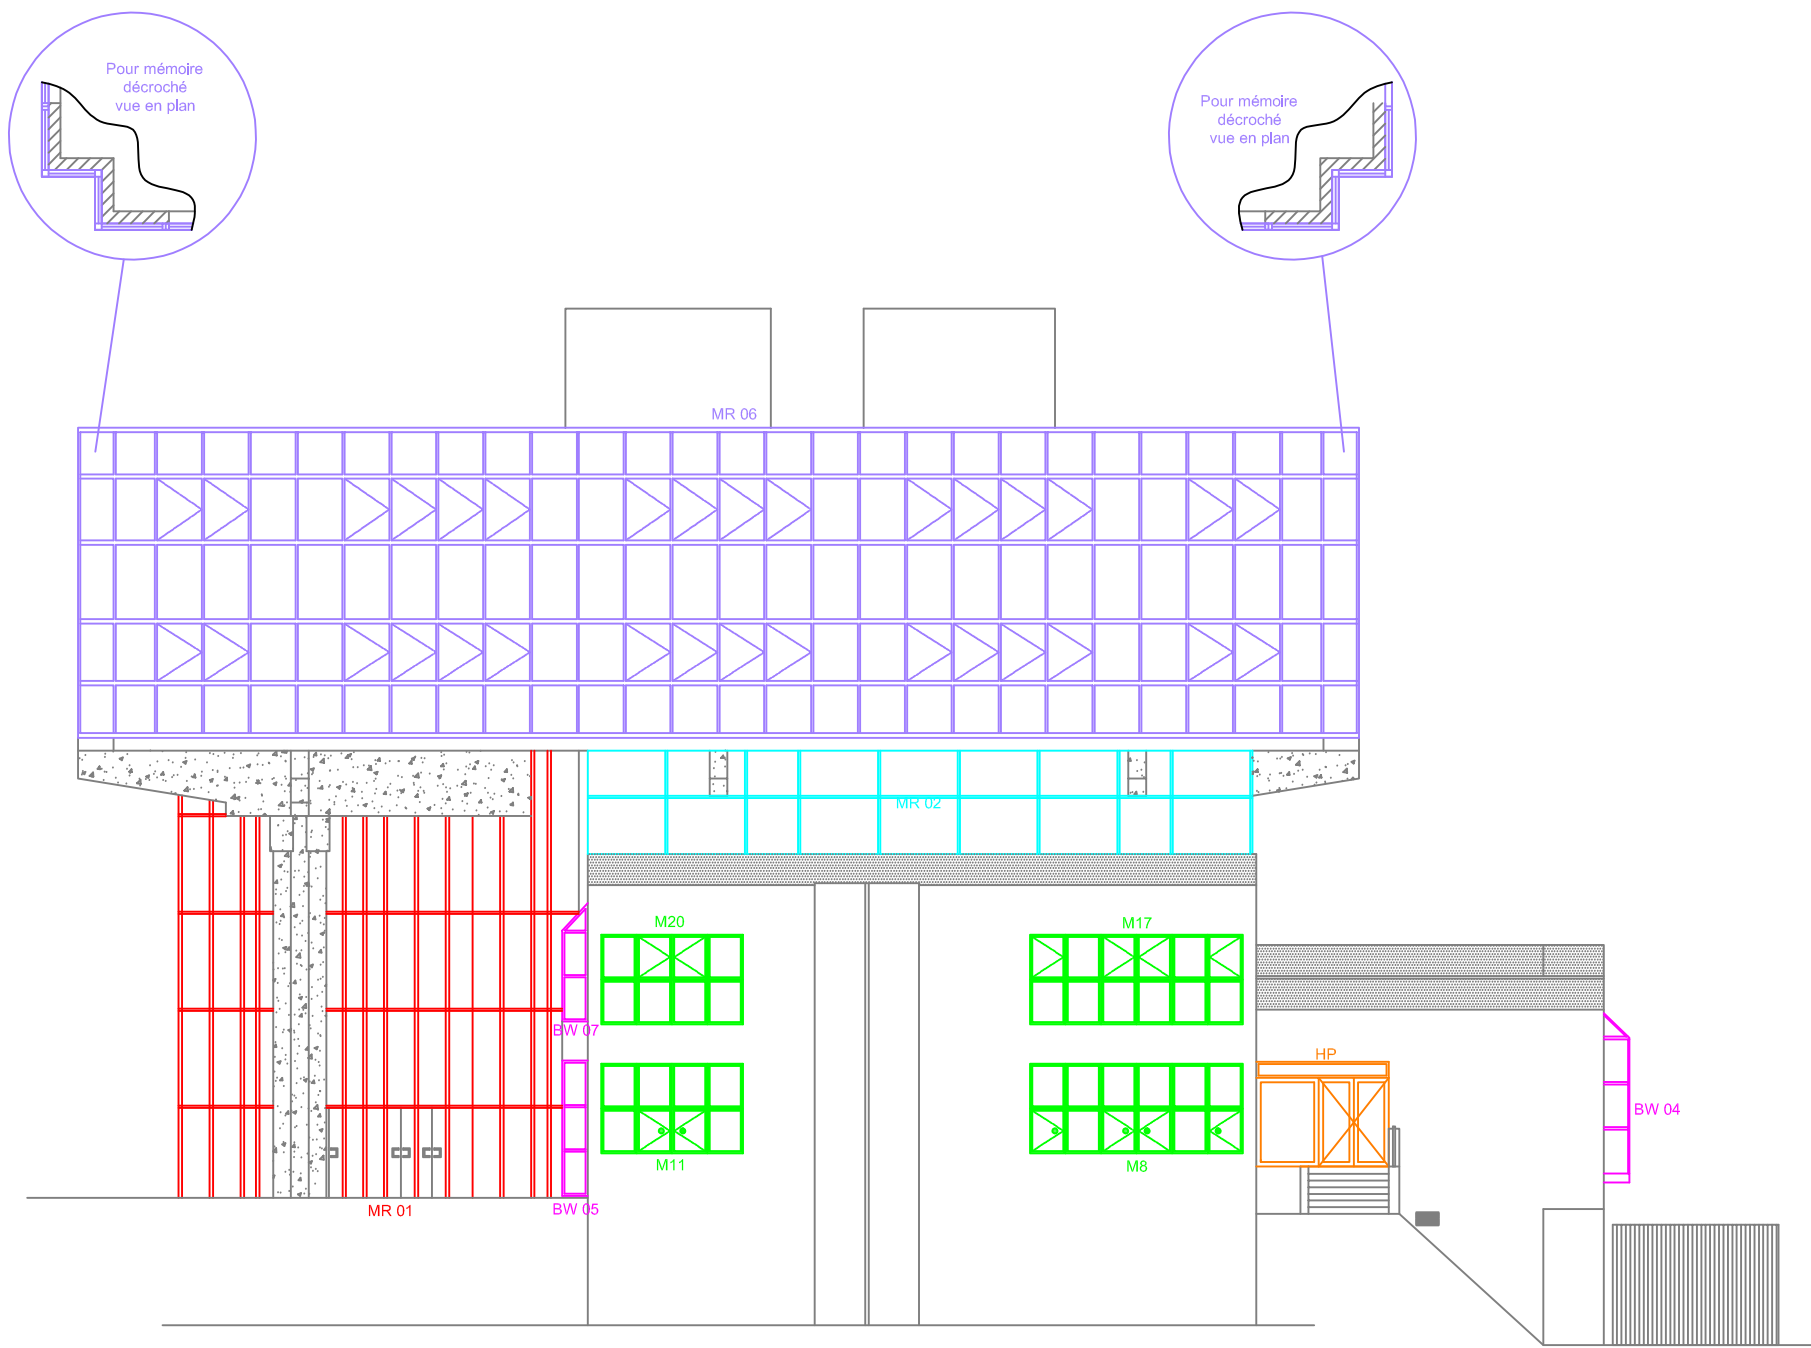 Pour mémoire
décroché
vue en plan
Pour mémoire
décroché
vue en plan
MR 06
MR 02
M20
M17
BW 07
HP
BW 04
M11
M8
MR 01
BW 05